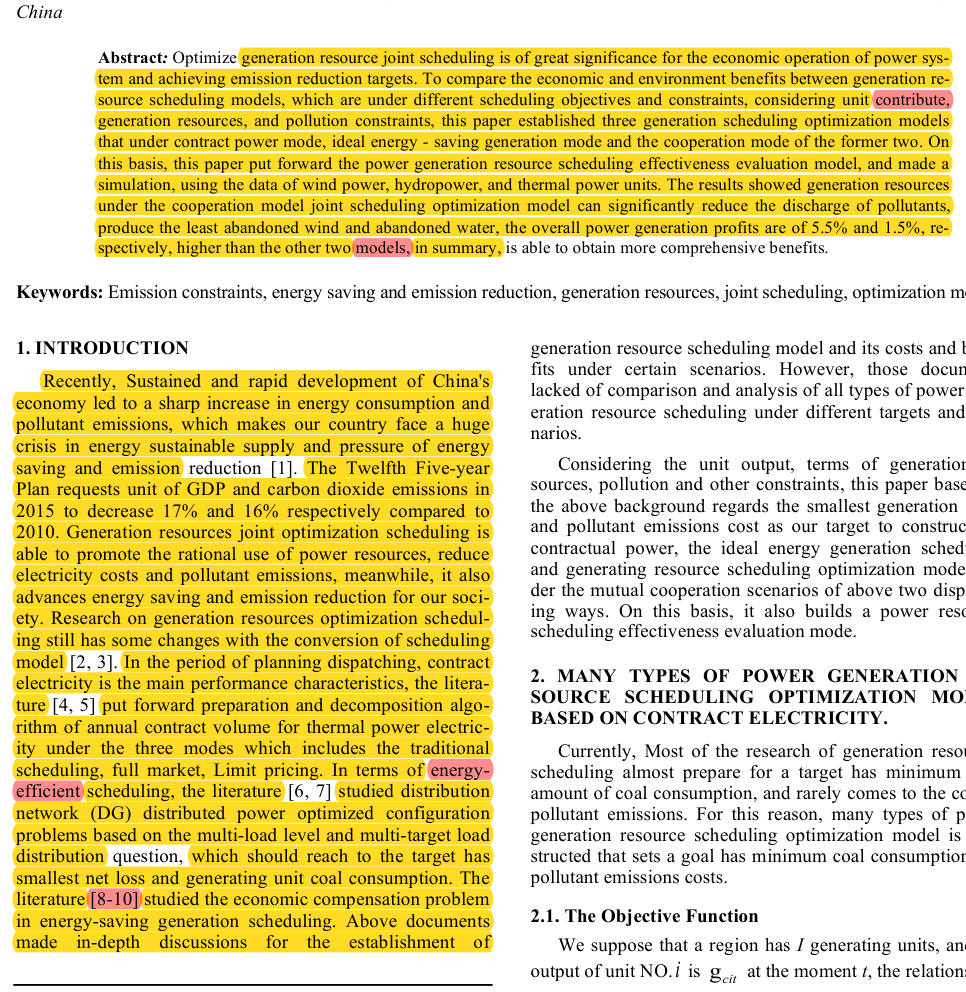 China
Abstract: Optimize generation resource joint scheduling is of great significance for the economic operation of power sys-
tem and achieving emission reduction targets. To compare the economic and environment benefits between generation re-
source scheduling models, which are under different scheduling objectives and constraints, considering unit contribute,
generation resources, and pollution constraints, this paper established three generation scheduling optimization models
that under contract power mode, ideal energy - saving generation mode and the cooperation mode of the former two. On
this basis, this paper put forward the power generation resource scheduling effectiveness evaluation model, and made a
simulation, using the data of wind power, hydropower, and thermal power units. The results showed generation resources
under the cooperation model joint scheduling optimization model can significantly reduce the discharge of pollutants,
produce the least abandoned wind and abandoned water, the overall power generation profits are of 5.5% and 1.5%, re-
spectively, higher than the other two models, in summary, is able to obtain more comprehensive benefits.
Keywords: Emission constraints, energy saving and emission reduction, generation resources, joint scheduling, optimization
1. INTRODUCTION
Recently, Sustained and rapid development of China's
economy led to a sharp increase in energy consumption and
pollutant emissions, which makes our country face a huge
crisis in energy sustainable supply and pressure of energy
saving and emission reduction [1]. The Twelfth Five-year
Plan requests unit of GDP and carbon dioxide emissions in
2015 to decrease 17% and 16% respectively compared to
2010. Generation resources joint optimization scheduling is
able to promote the rational use of power resources, reduce
electricity costs and pollutant emissions, meanwhile, it also
advances energy saving and emission reduction for our soci-
ety. Research on generation resources optimization schedul-
ing still has some changes with the conversion of scheduling
model [2, 3]. In the period of planning dispatching, contract
electricity is the main performance characteristics, the litera-
ture [4, 5] put forward preparation and decomposition algo-
rithm of annual contract volume for thermal power electric-
ity under the three modes which includes the traditional
scheduling, full market, Limit pricing. In terms of energy-
efficient scheduling, the literature [6, 7] studied distribution
network (DG) distributed power optimized configuration
problems based on the multi-load level and multi-target load
distribution question, which should reach to the target has
smallest net loss and generating unit coal consumption. The
literature [8-10] studied the economic compensation problem
in energy-saving generation scheduling. Above documents
made in-depth discussions for the establishment of
generation resource scheduling model and its costs and
fits under certain scenarios. However, those
lacked of comparison and analysis of all types of power
eration resource scheduling under different targets and
narios.
Considering the unit output, terms of generation
sources, pollution and other constraints, this paper
the above background regards the smallest generation
and pollutant emissions cost as our target to
contractual power, the ideal energy generation
and generating resource scheduling optimization
der the mutual cooperation scenarios of above two
ing ways. On this basis, it also builds a power
scheduling effectiveness evaluation mode.
2. MANY TYPES OF POWER GENERATION
SOURCE SCHEDULING OPTIMIZATION
BASED ON CONTRACT ELECTRICITY.
Currently, Most of the research of generation
scheduling almost prepare for a target has minimum
amount of coal consumption, and rarely comes to the
pollutant emissions. For this reason, many types of
generation resource scheduling optimization model is
structed that sets a goal has minimum coal consumption
pollutant emissions costs.
2.1. The Objective Function
We suppose that a region has I generating units,
output of unit NO.i is g_cit at the moment t, the